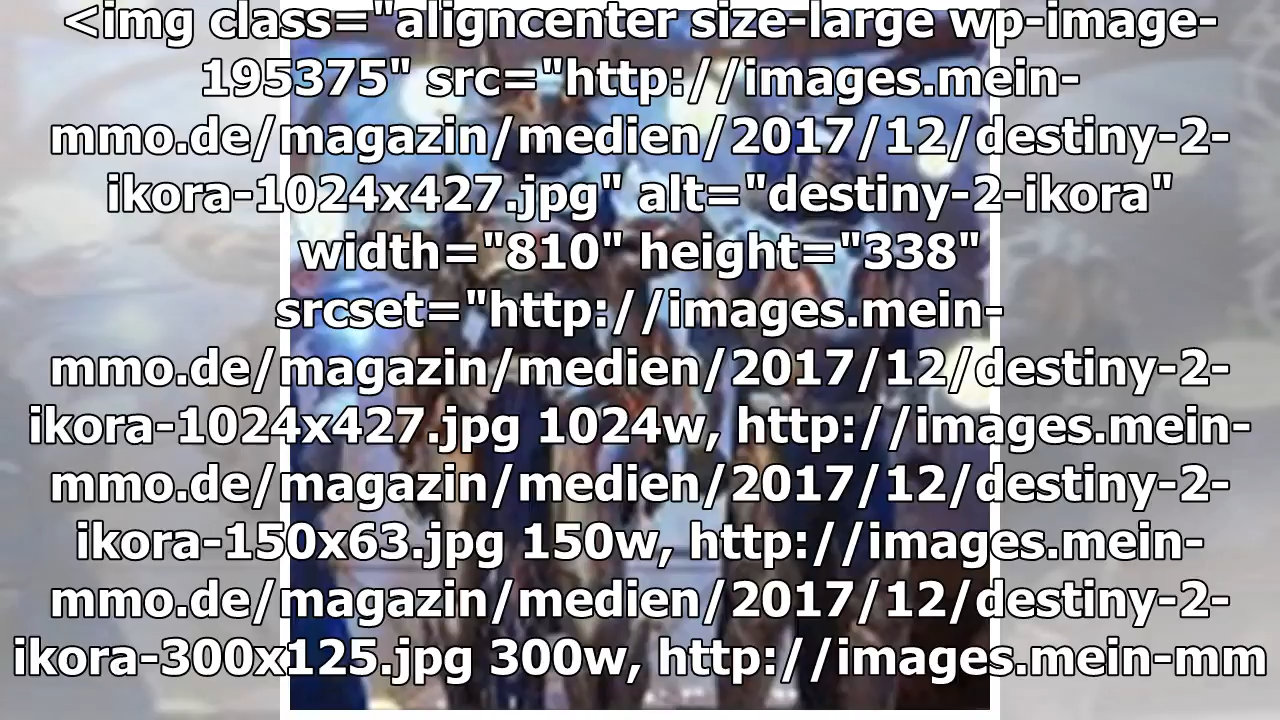 <img class="aligncenter size-large wp-image-
195375" src="http://images.mein-
mmo.de/magazin/medien/2017/12/destiny-2-
ikora-1024x427.jpg" alt="destiny-2-ikora"
width="810" height="338"
srcset="http://images.mein-
mmo.de/magazin/medien/2017/12/destiny-2-
ikora-1024x427.jpg 1024w, http://images.mein-
mmo.de/magazin/medien/2017/12/destiny-2-
ikora-150x63.jpg 150w, http://images.mein-
mmo.de/magazin/medien/2017/12/destiny-2-
ikora-300x125.jpg 300w, http://images.mein-mm